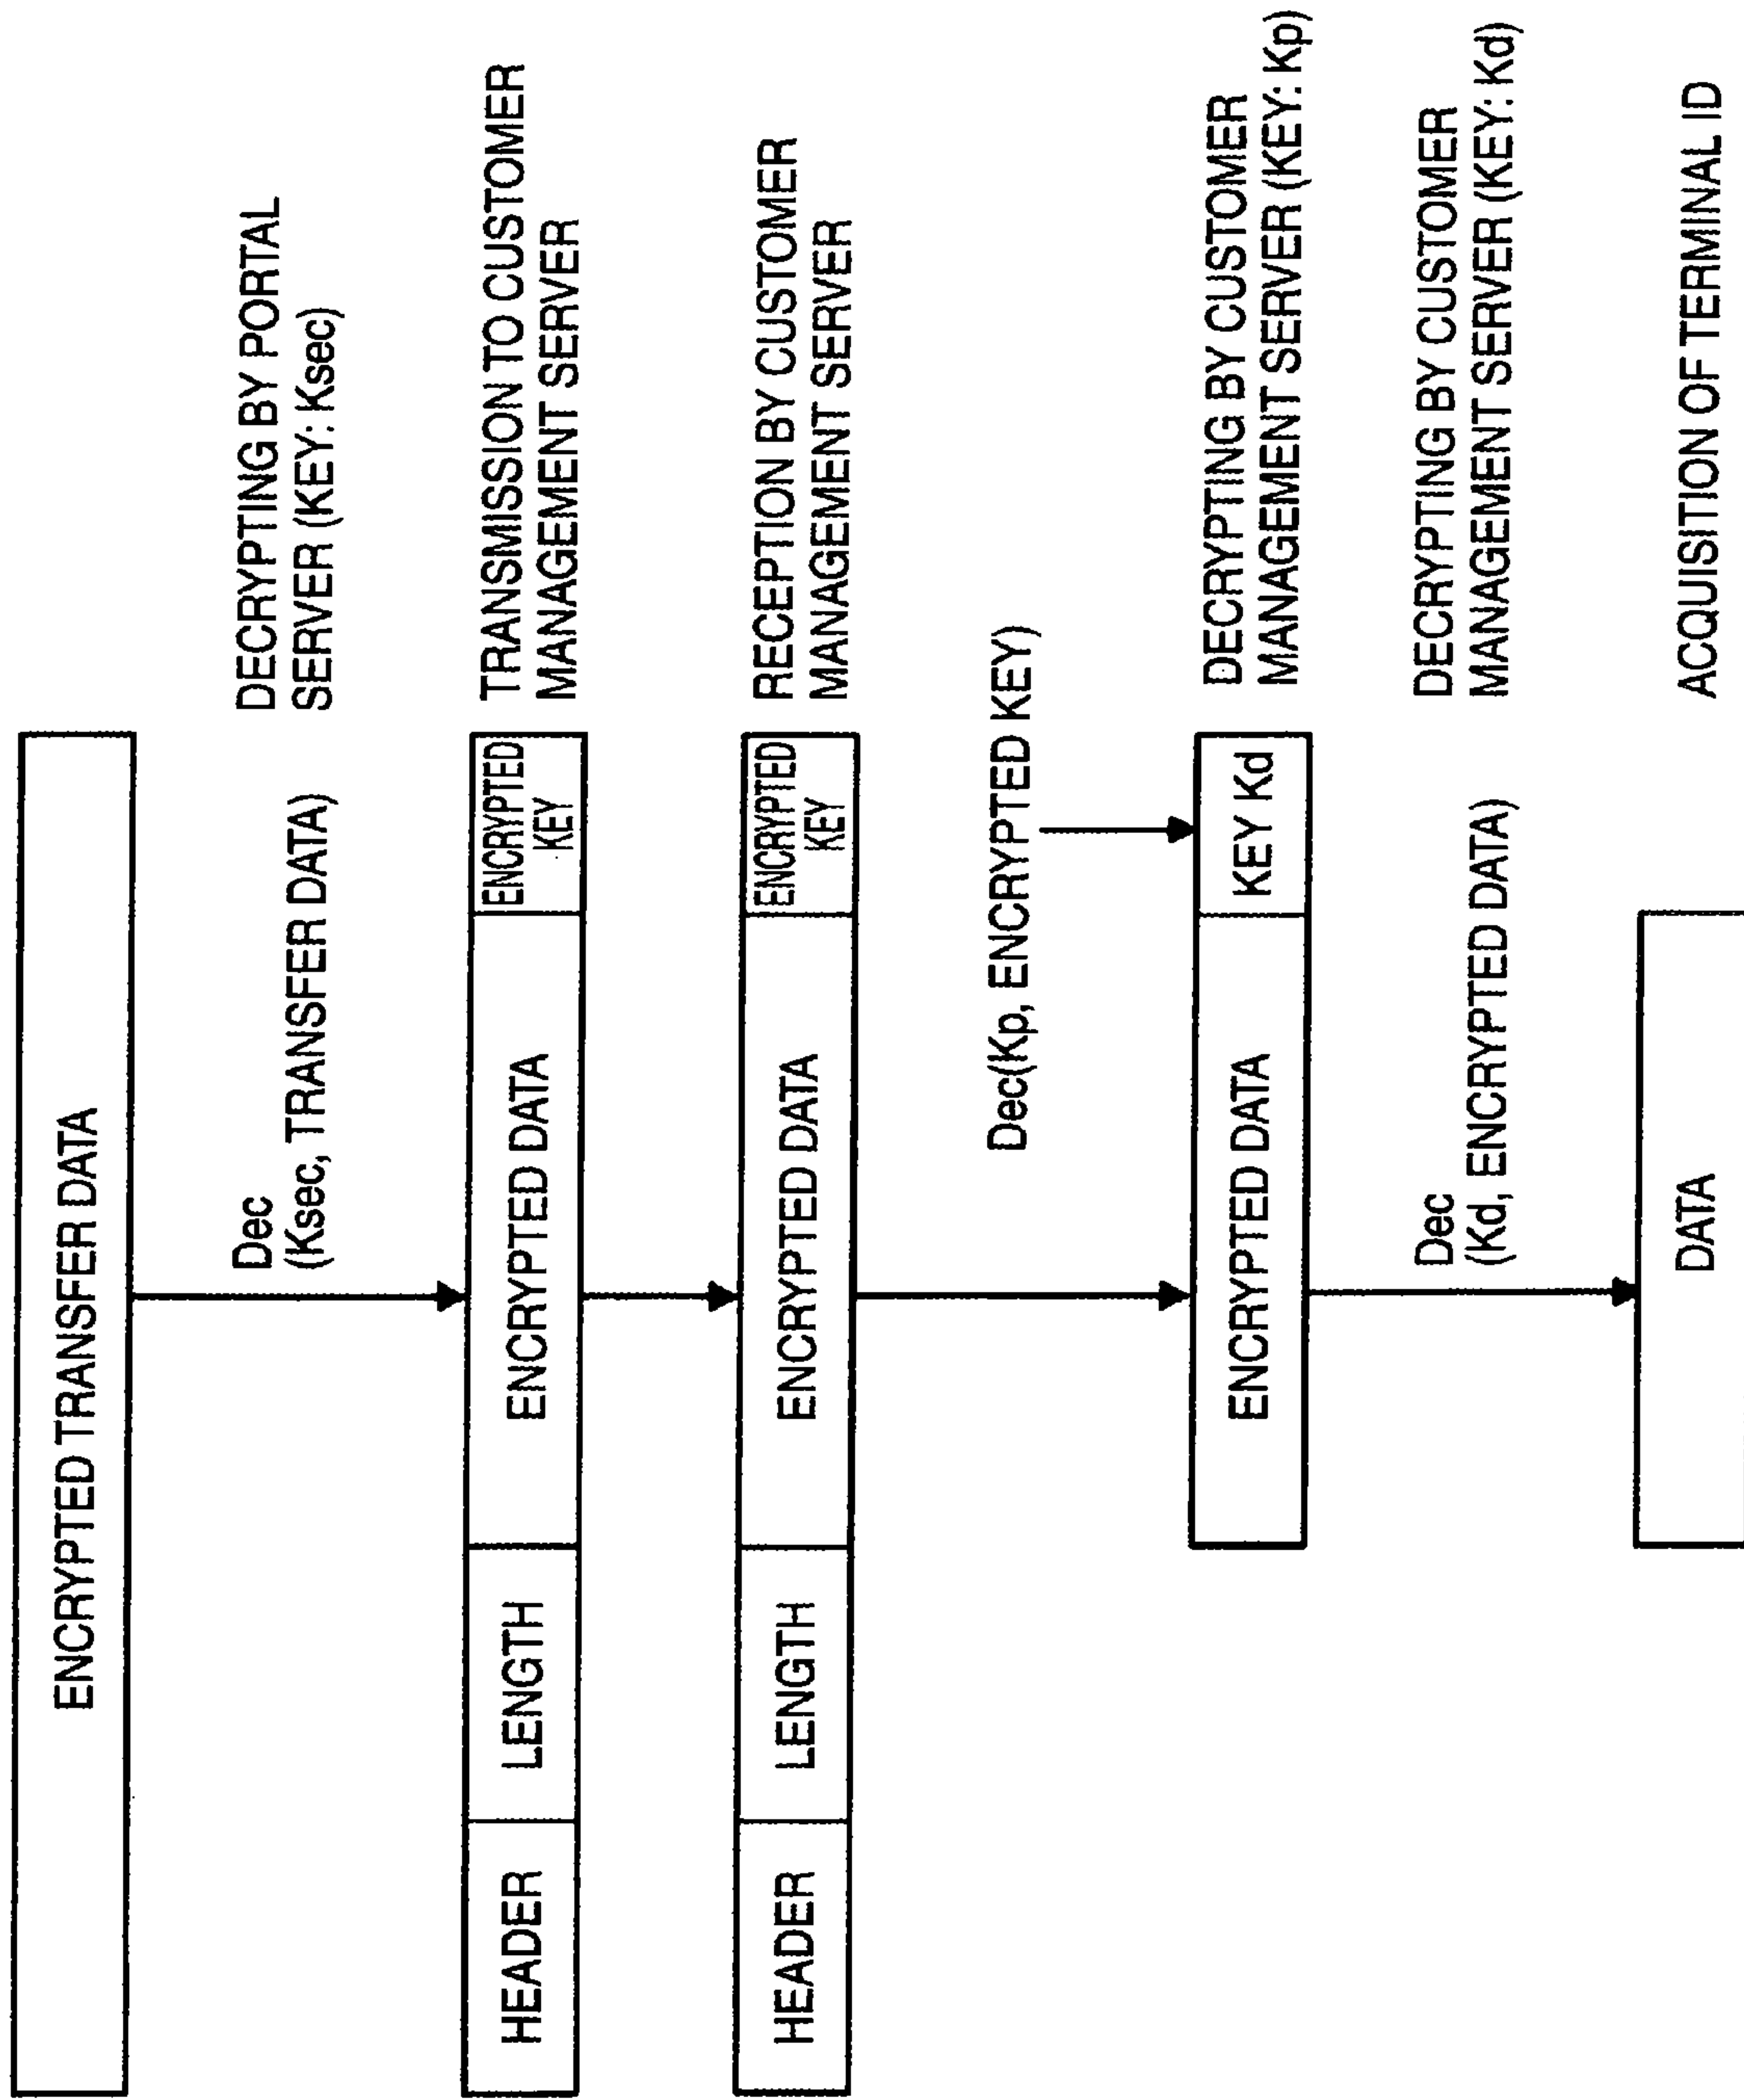 ENCRYPTED TRANSFER DATA
Dec
(Ksec, TRANSFER DATA)
DECRYPTING BY PORTAL
SERVER (KEY: Ksec)
HEADER
LENGTH
ENCRYPTED DATA
ENCRYPTED
KEY
TRANSMISSION TO CUSTOMER
MANAGEMENT SERVER
HEADER
LENGTH
ENCRYPTED DATA
ENCRYPTED
KEY
RECEPTION BY CUSTOMER
MANAGEMENT SERVER
Dec(Kp, ENCRYPTED KEY)
ENCRYPTED DATA
KEY Kd
DECRYPTING BY CUSTOMER
MANAGEMENT SERVER (KEY: Kp)
Dec
(Kd, ENCRYPTED DATA)
DECRYPTING BY CUSTOMER
MANAGEMENT SERVER (KEY: Kd)
DATA
ACQUISITION OF TERMINAL ID